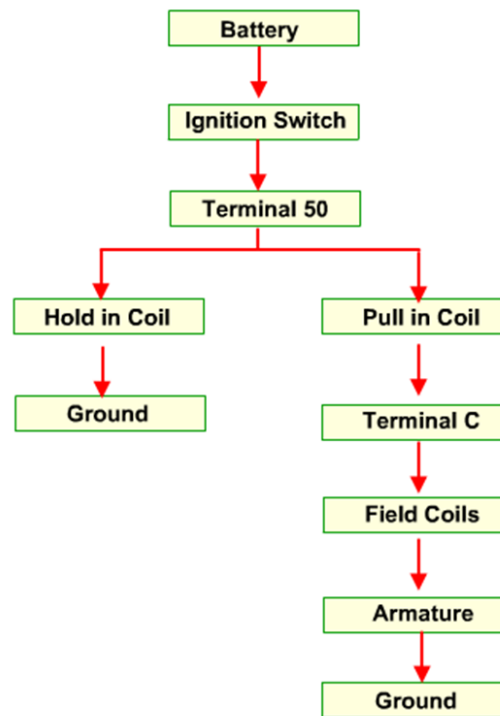 Battery
Ignition Switch
Terminal 50
Hold in Coil
Pull in Coil
Ground
Terminal C
Field Coils
Armature
Ground